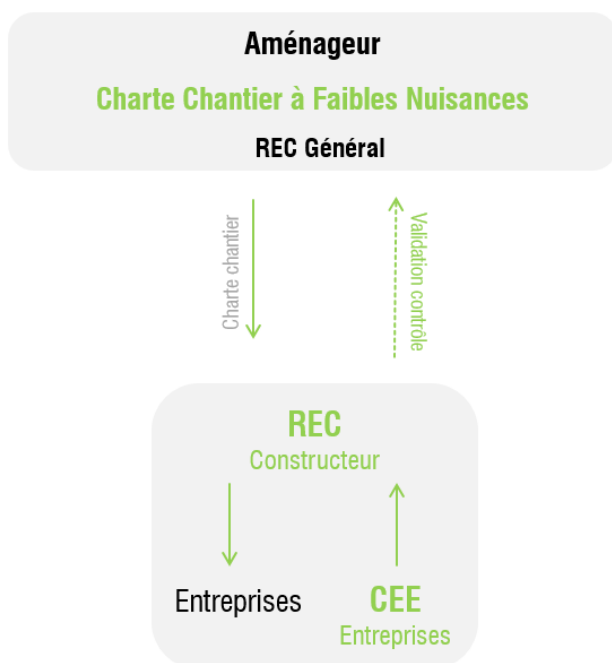 Aménageur
Charte Chantier à Faibles Nuisances
REC Général
Charte chantier
Validation contrôle
REC
Constructeur
Entreprises
CEE
Entreprises